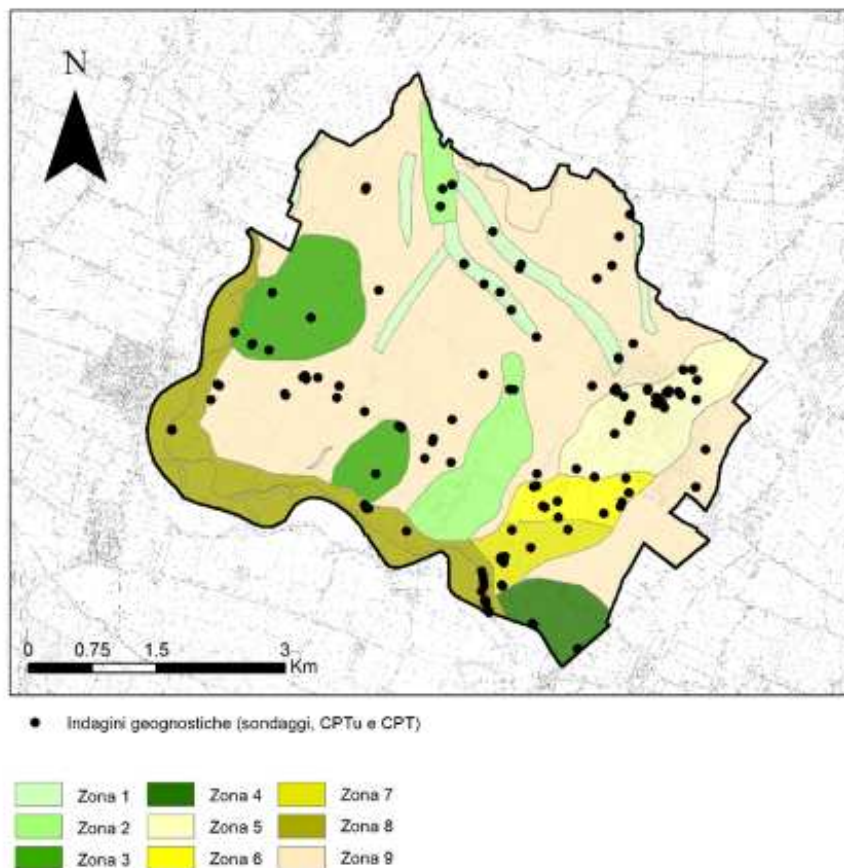 N
0 0.75 1.5 3
Km
Indagini geognostiche (sondaggi, CPTu e CPT)
Zona 1 Zona 4 Zona 7
Zona 2 Zona 5 Zona 8
Zona 3 Zona 6 Zona 9